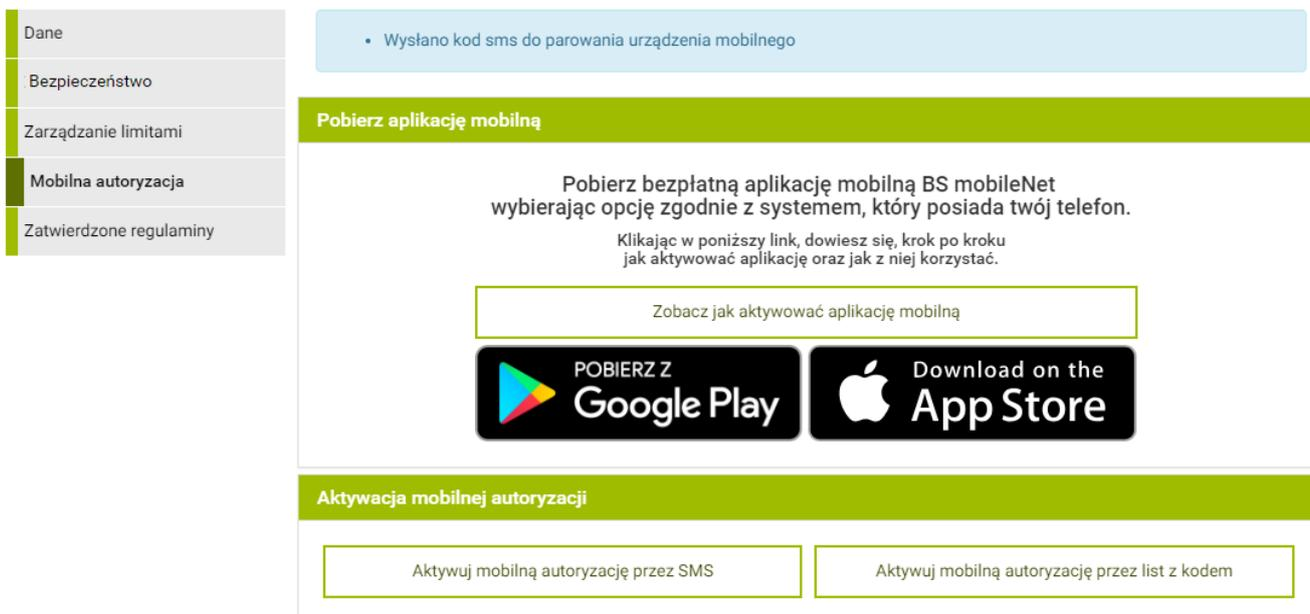 Dane
Bezpieczeństwo
Zarządzanie limitami
Mobilna autoryzacja
Zatwierdzone regulaminy
• Wysłano kod sms do parowania urządzenia mobilnego
Pobierz aplikację mobilną
Pobierz bezpłatną aplikację mobilną BS mobileNet
wybierając opcję zgodnie z systemem, który posiada twój telefon.
Klikając w poniższy link, dowiesz się, krok po kroku
jak aktywować aplikację oraz jak z niej korzystać.
Zobacz jak aktywować aplikację mobilną
POBIERZ Z
Google Play
Download on the
App Store
Aktywacja mobilnej autoryzacji
Aktywuj mobilną autoryzację przez SMS
Aktywuj mobilną autoryzację przez list z kodem